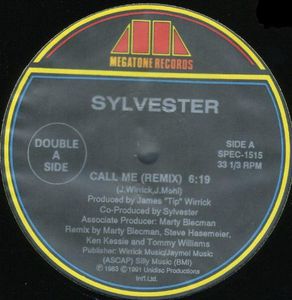 MEGATONE RECORDS
SYLVESTER
DOUBLE
A
SIDE
SIDE A
SPEC-1515
33 1/3 RPM
CALL ME (REMIX) 6:19
(J.Wirrick,J.Mohl)
Produced by James "Tip" Wirrick
Co-Produced by Sylvester
Associate Producer: Marty Blecman
Remix by Marty Blecman, Steve Hasemeier,
Ken Kessie and Tommy Williams
Publisher: Wirrick Music/Jaymol Music
(ASCAP) Silly Music (BMI)
℗ 1983 © 1991 Unidisc Productions
Int'l Ltd.